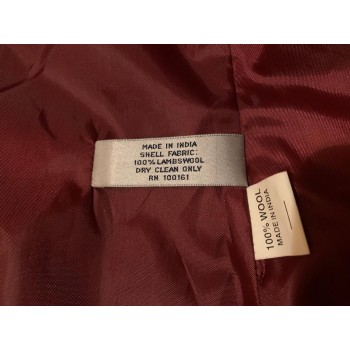 MADE IN INDIA
SHELL FABRIC:
100% LAMBSWOOL
DRY CLEAN ONLY
RN 100161
100% WOOL
MADE IN INDIA